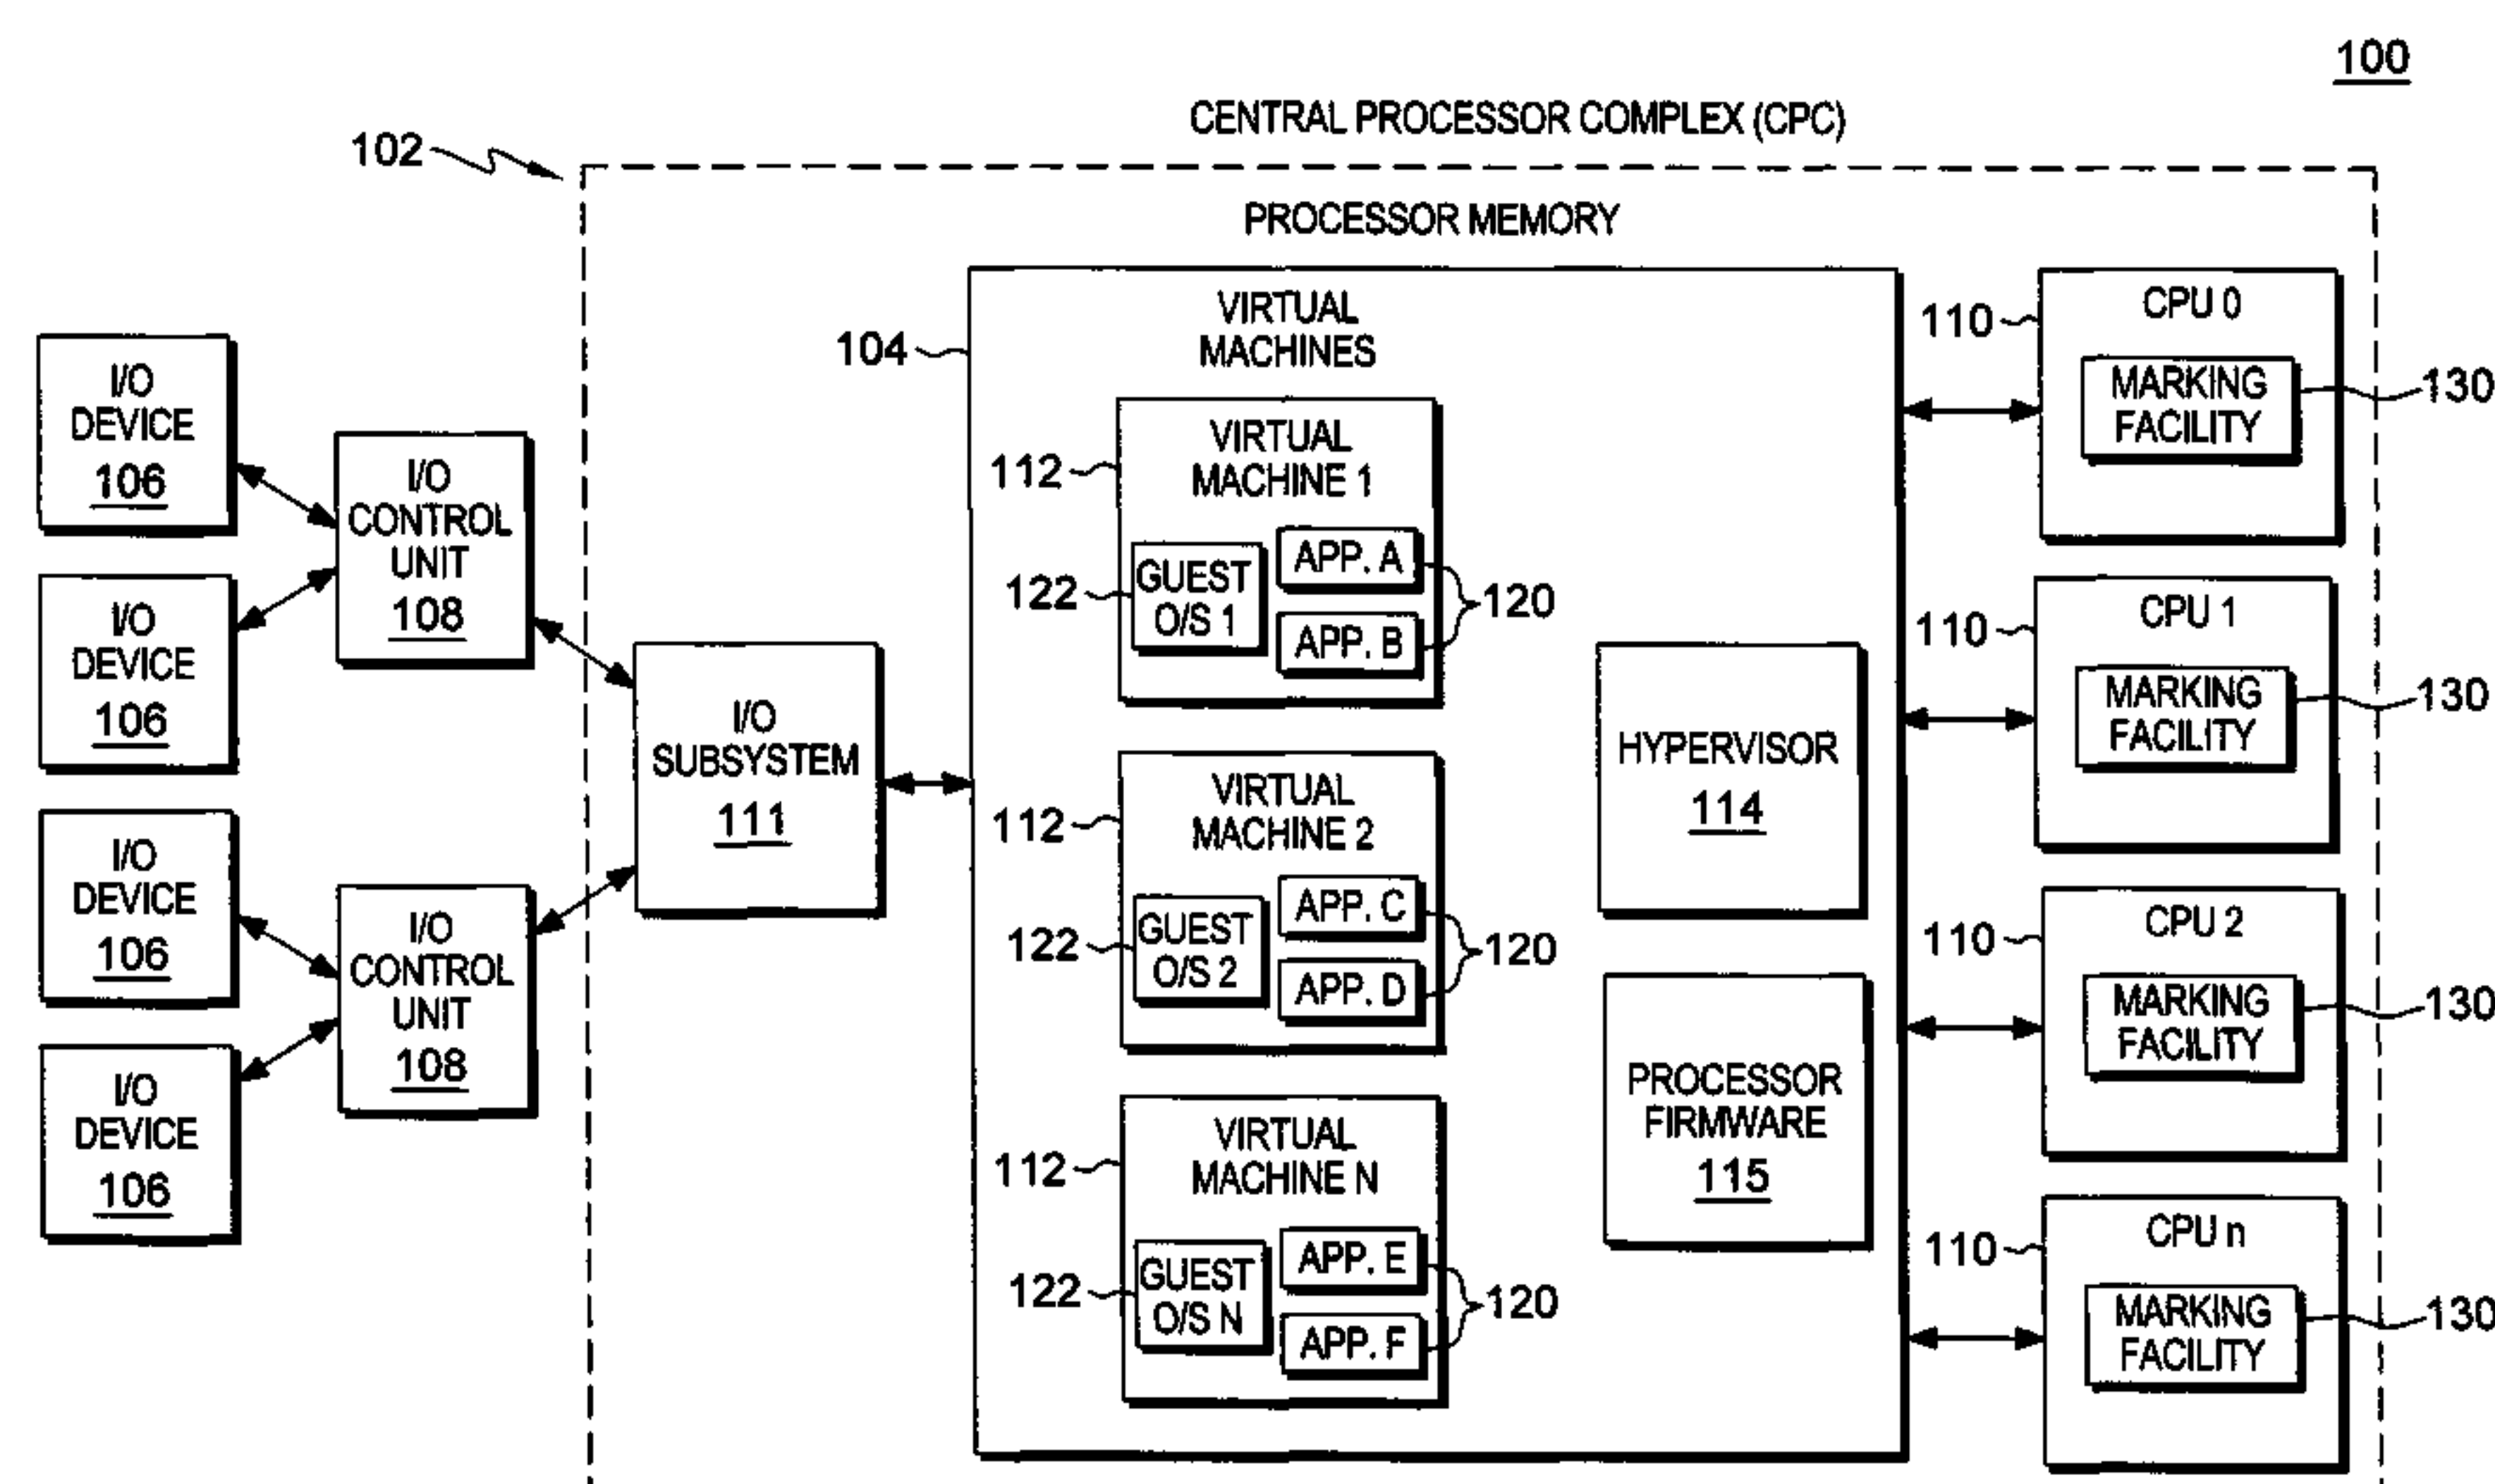 100
CENTRAL PROCESSOR COMPLEX (CPC)
102
PROCESSOR MEMORY
I/O
DEVICE
106
I/O
DEVICE
106
I/O
DEVICE
106
I/O
DEVICE
106
I/O
CONTROL
UNIT
108
I/O
CONTROL
UNIT
108
I/O
SUBSYSTEM
111
104
VIRTUAL
MACHINES
112
VIRTUAL
MACHINE 1
122
GUEST
O/S 1
APP. A
APP. B
120
112
VIRTUAL
MACHINE 2
122
GUEST
O/S 2
APP. C
APP. D
120
112
VIRTUAL
MACHINE N
122
GUEST
O/S N
APP. E
APP. F
120
HYPERVISOR
114
PROCESSOR
FIRMWARE
115
110
CPU 0
MARKING
FACILITY
130
110
CPU 1
MARKING
FACILITY
130
110
CPU 2
MARKING
FACILITY
130
110
CPU n
MARKING
FACILITY
130